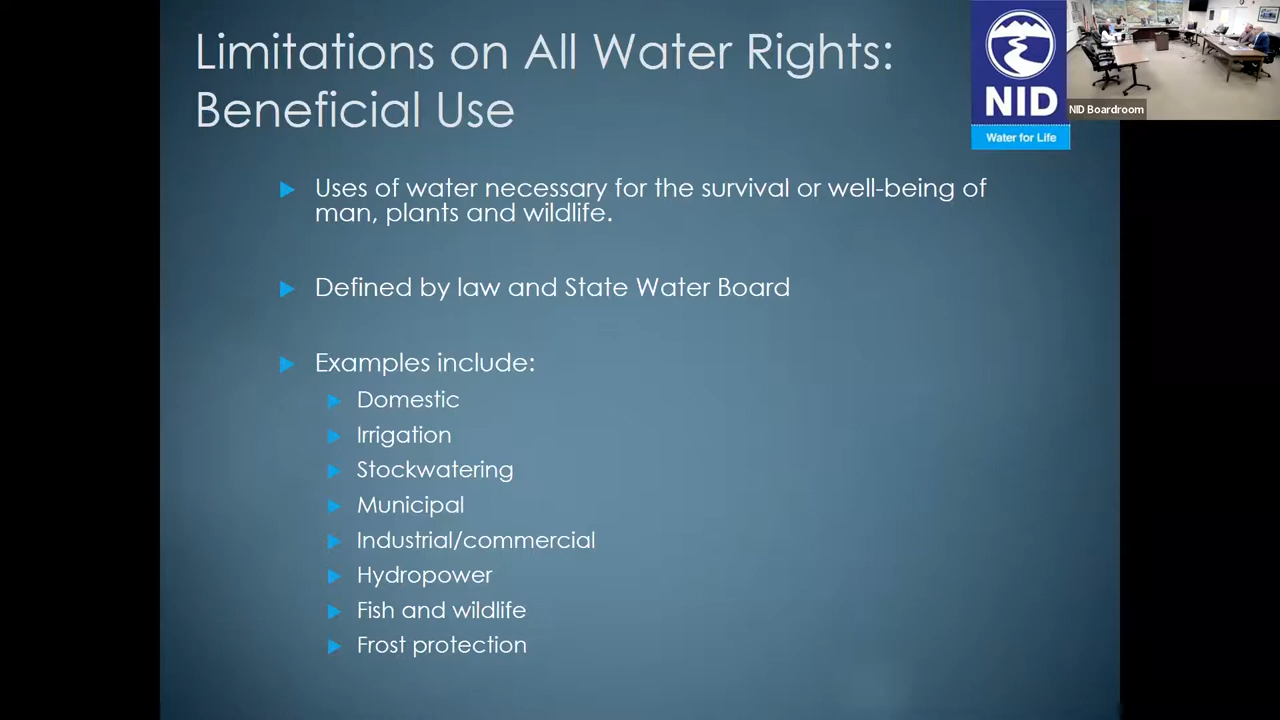 Limitations on All Water Rights:
Beneficial Use
NID
Water for Life
NID Boardroom
Uses of water necessary for the survival or well-being of
man, plants and wildlife.
Defined by law and State Water Board
Examples include:
Domestic
Irrigation
Stockwatering
Municipal
Industrial/commercial
Hydropower
Fish and wildlife
Frost protection